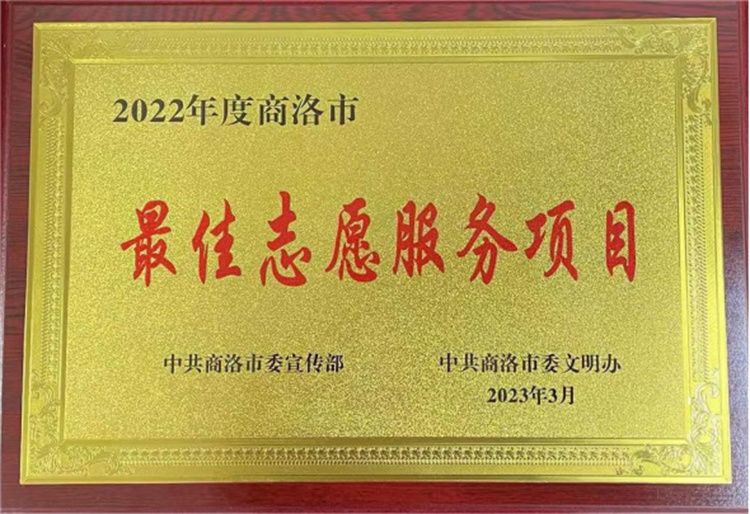 2022年度商洛市
最佳志愿服务项目
中共商洛市委宣传部
中共商洛市委文明办
2023年3月